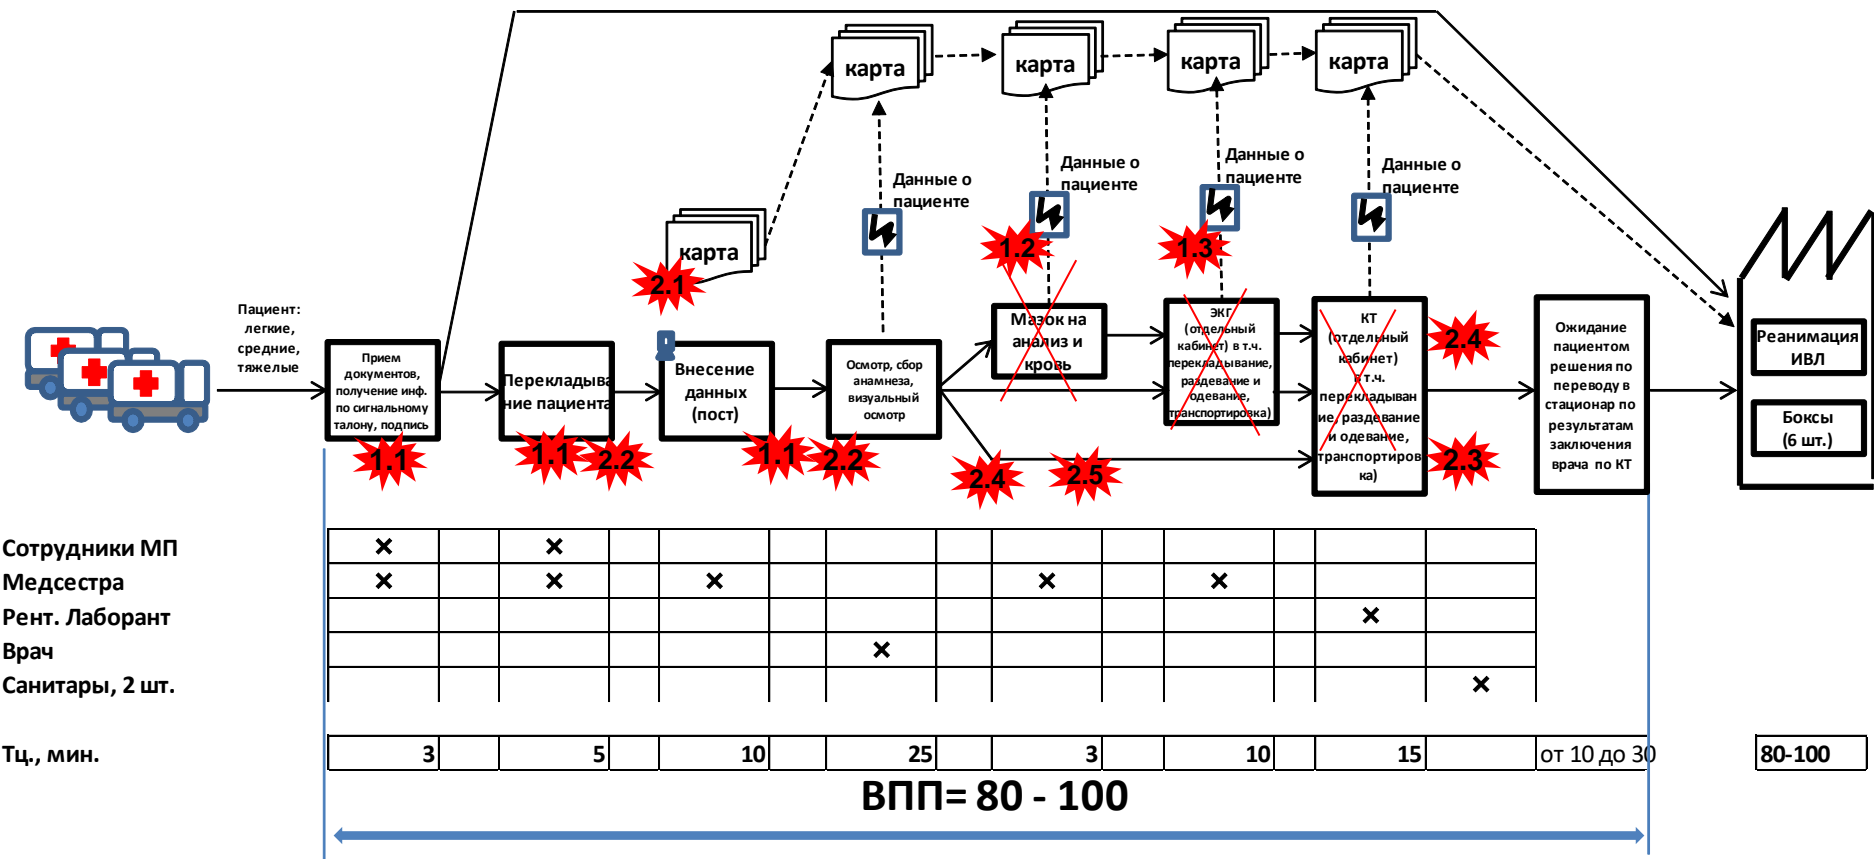 карта
карта
карта
карта
Данные о
пациенте
Данные о
пациенте
Данные о
пациенте
Данные о
пациенте
карта
2.1
1.2
1.3
Пациент:
легкие,
средние,
тяжелые
Прием
документов,
получение инф.
по сигнальному
талону, подпись
1.1
Перекладыва
ние пациента
1.1
2.2
Внесение
данных
(пост)
1.1
Осмотр, сбор
анамнеза,
визуальный
осмотр
2.2
Мазок на
анализ и
кровь
2.4
2.5
ЭКГ
(отдельный
кабинет) в т.ч.
перекладывание,
раздевание и
одевание,
транспортировка)
КТ
(отдельный
кабинет)
в т.ч.
перекладыван
ие, раздевание
и одевание,
транспортиров
ка)
2.4
2.3
Ожидание
пациентом
решения по
переводу в
стационар по
результатам
заключения
врача по КТ
Реанимация
ИВЛ
Боксы
(6 шт.)
Сотрудники МП
Медсестра
Рент. Лаборант
Врач
Санитары, 2 шт.
Тц., мин. 3 5 10 25 3 10 15 от 10 до 30 80-100
ВПП= 80 - 100